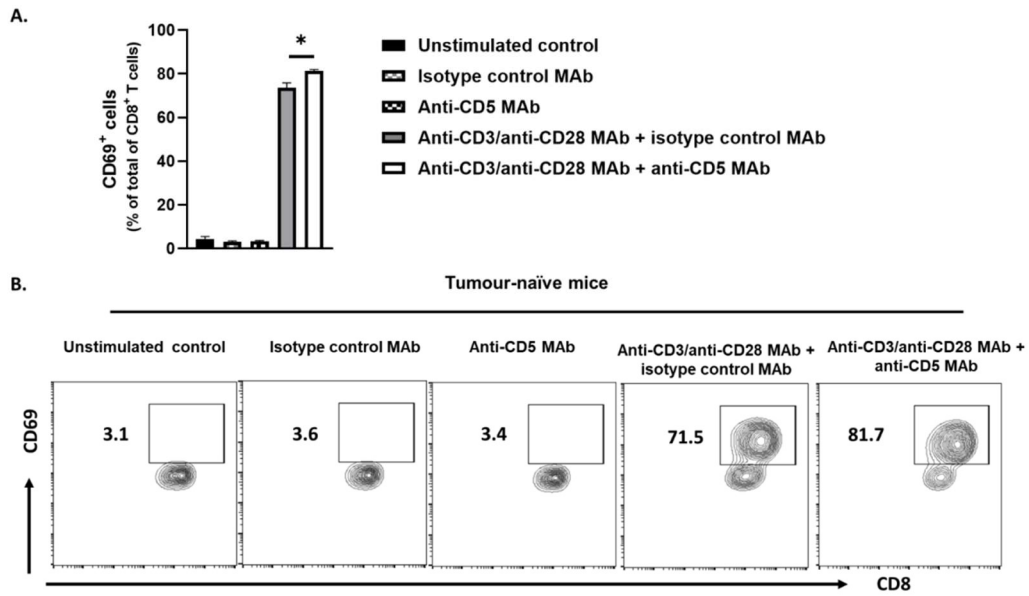 A.
CD69⁺ cells
(% of total of CD8⁺ T cells)
100
80
60
40
20
0
*
Unstimulated control
Isotype control MAb
Anti-CD5 MAb
Anti-CD3/anti-CD28 MAb + isotype control MAb
Anti-CD3/anti-CD28 MAb + anti-CD5 MAb
B.
Tumour-naïve mice
Unstimulated control
Isotype control MAb
Anti-CD5 MAb
Anti-CD3/anti-CD28 MAb +
isotype control MAb
Anti-CD3/anti-CD28 MAb +
anti-CD5 MAb
CD69
3.1
3.6
3.4
71.5
81.7
CD8